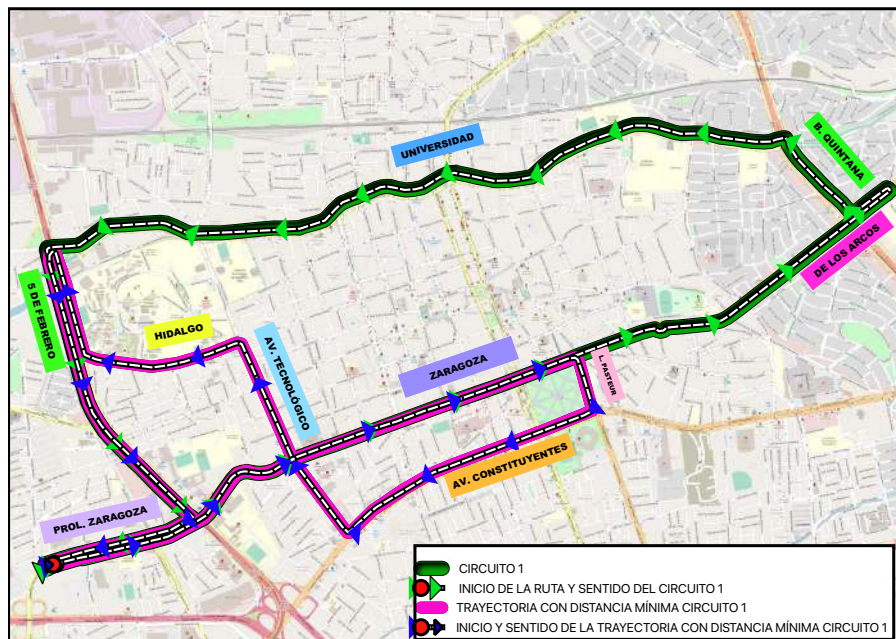 UNIVERSIDAD
B. QUINTANA
DE LOS ARCOS
5 DE FEBRERO
HIDALGO
AV. TECNOLÓGICO
ZARAGOZA
L. PASTEUR
AV. CONSTITUYENTES
PROL. ZARAGOZA
CIRCUITO 1
INICIO DE LA RUTA Y SENTIDO DEL CIRCUITO 1
TRAYECTORIA CON DISTANCIA MÍNIMA CIRCUITO 1
INICIO Y SENTIDO DE LA TRAYECTORIA CON DISTANCIA MÍNIMA CIRCUITO 1